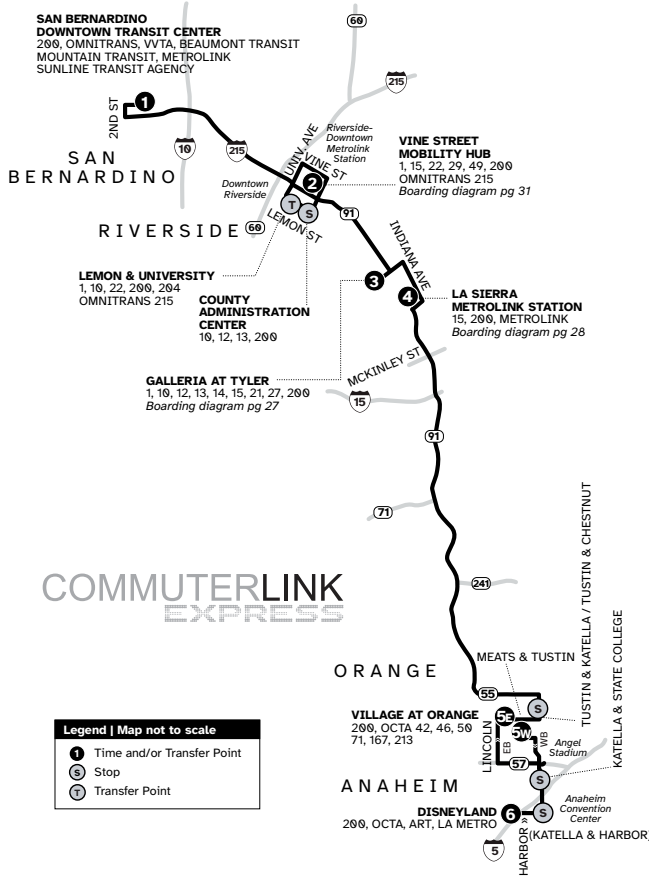 SAN BERNARDINO
DOWNTOWN TRANSIT CENTER
200, OMNITRANS, VVTA, BEAUMONT TRANSIT
MOUNTAIN TRANSIT, METROLINK
SUNLINE TRANSIT AGENCY
60
215
2ND ST
1
10
215
SAN
BERNARDINO
UNIV. AVE
VINE ST
Riverside-
Downtown
Metrolink
Station
VINE STREET
MOBILITY HUB
1, 15, 22, 29, 49, 200
OMNITRANS 215
Boarding diagram pg 31
Downtown
Riverside
2
T
S
LEMON ST
91
RIVERSIDE
60
INDIANA AVE
LEMON & UNIVERSITY
1, 10, 22, 200, 204
OMNITRANS 215
COUNTY
ADMINISTRATION
CENTER
10, 12, 13, 200
3
4
LA SIERRA
METROLINK STATION
15, 200, METROLINK
Boarding diagram pg 28
MCKINLEY ST
GALLERIA AT TYLER
1, 10, 12, 13, 14, 15, 21, 27, 200
Boarding diagram pg 27
15
91
71
241
COMMUTERLINK
EXPRESS
TUSTIN & KATELLA / TUSTIN & CHESTNUT
KATELLA & STATE COLLEGE
ORANGE
MEATS & TUSTIN
55
S
VILLAGE AT ORANGE
200, OCTA 42, 46, 50
71, 167, 213
5E
5W
LINCOLN
EB
WB
Angel
Stadium
57
S
ANAHEIM
DISNEYLAND
200, OCTA, ART, LA METRO
6
S
Anaheim
Convention
Center
(KATELLA & HARBOR)
HARBOR
5
Legend | Map not to scale
1 Time and/or Transfer Point
S Stop
T Transfer Point